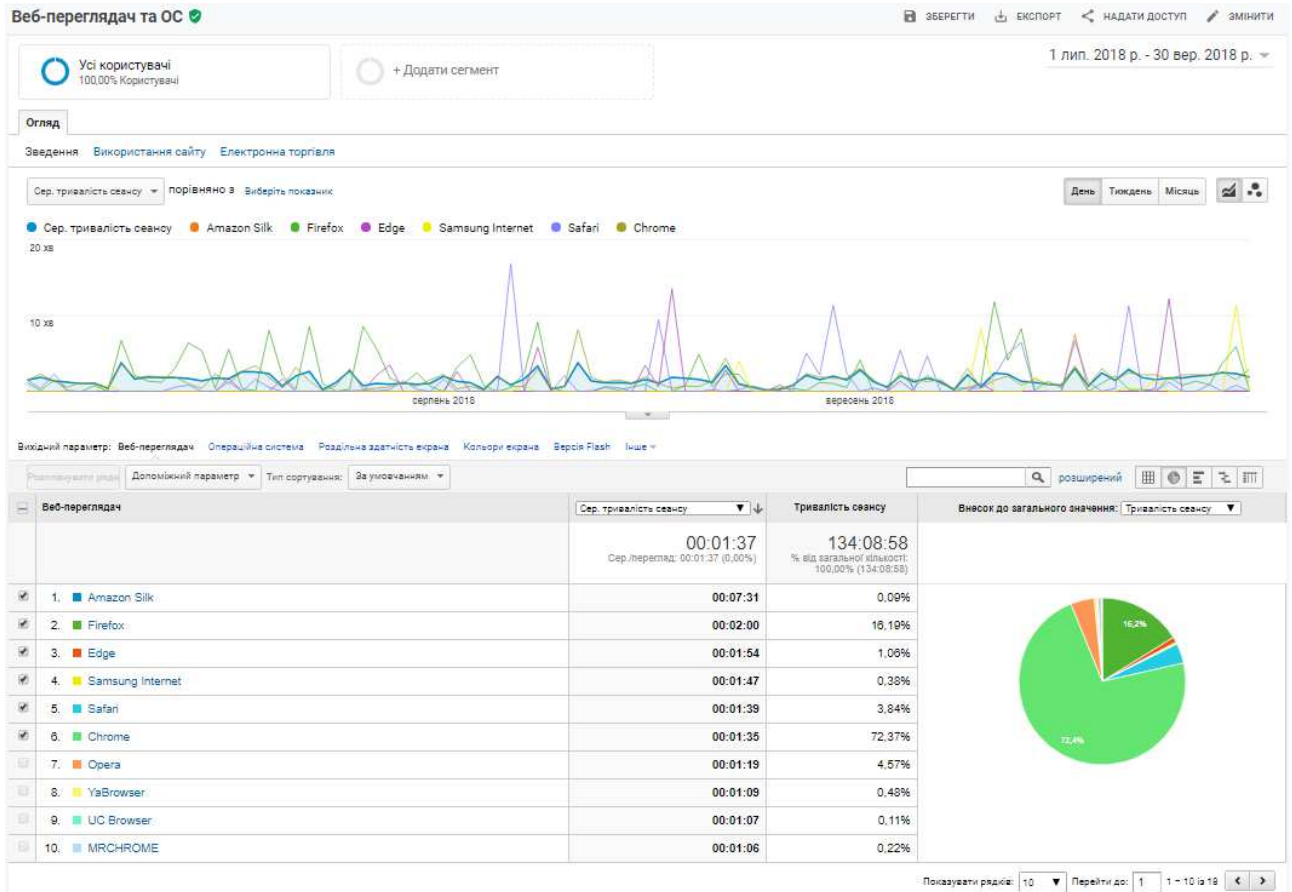 Веб-переглядач та ОС
ЗБЕРЕГТИ ЕКСПОРТ НАДАТИ ДОСТУП ЗМІНИТИ
Усі користувачі
100,00% Користувачі
+ Додати сегмент
1 лип. 2018 р. - 30 вер. 2018 р.
Огляд
Зведення Використання сайту Електронна торгівля
Сер. тривалість сеансу порівняно з Виберіть показник
День Тиждень Місяць
Сер. тривалість сеансу Amazon Silk Firefox Edge Samsung Internet Safari Chrome
20 хв
10 хв
серпень 2018 вересень 2018
Вихідний параметр: Веб-переглядач Операційна система Роздільна здатність екрана Кольори екрана Версія Flash Інше
Розпланувати рядки Допоміжний параметр Тип сортування: За умовчанням
розширений
Веб-переглядач Сер. тривалість сеансу Тривалість сеансу Внесок до загального значення: Тривалість сеансу
00:01:37 134:08:58
Сер./перегляд: 00:01:37 (0,00%) % від загальної кількості:
100,00% (134:08:58)
1. Amazon Silk 00:07:31 0,09%
2. Firefox 00:02:00 16,19%
3. Edge 00:01:54 1,06%
4. Samsung Internet 00:01:47 0,38%
5. Safari 00:01:39 3,84%
6. Chrome 00:01:35 72,37%
7. Opera 00:01:19 4,57%
8. YaBrowser 00:01:09 0,48%
9. UC Browser 00:01:07 0,11%
10. MRCHROME 00:01:06 0,22%
16,2%
72,4%
Показувати рядків: 10 Перейти до: 1 1 – 10 із 18